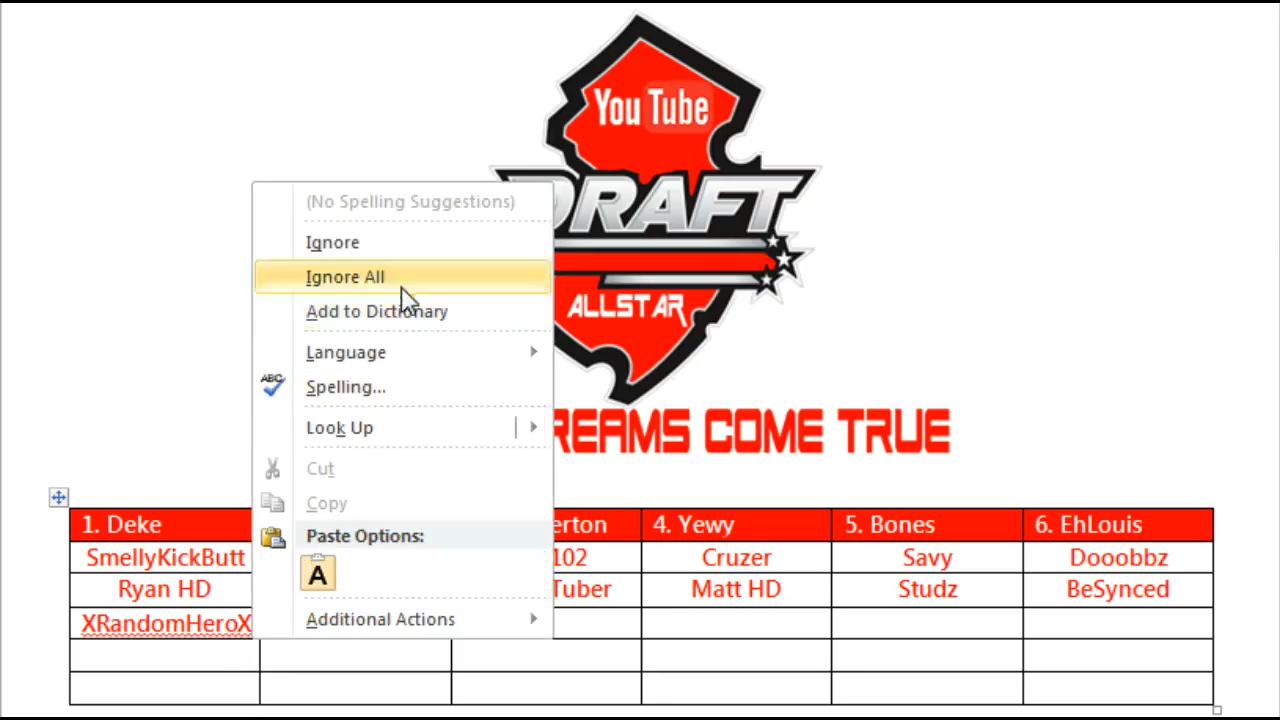 You Tube
DRAFT
ALLSTAR
REAMS COME TRUE
(No Spelling Suggestions)
Ignore
Ignore All
Add to Dictionary
Language
ABC
Spelling...
Look Up
Cut
Copy
Paste Options:
A
Additional Actions
1. Deke erton 4. Yewy 5. Bones 6. EhLouis
SmellyKickButt 102 Cruzer Savy Dooobbz
Ryan HD Tuber Matt HD Studz BeSynced
XRandomHeroX